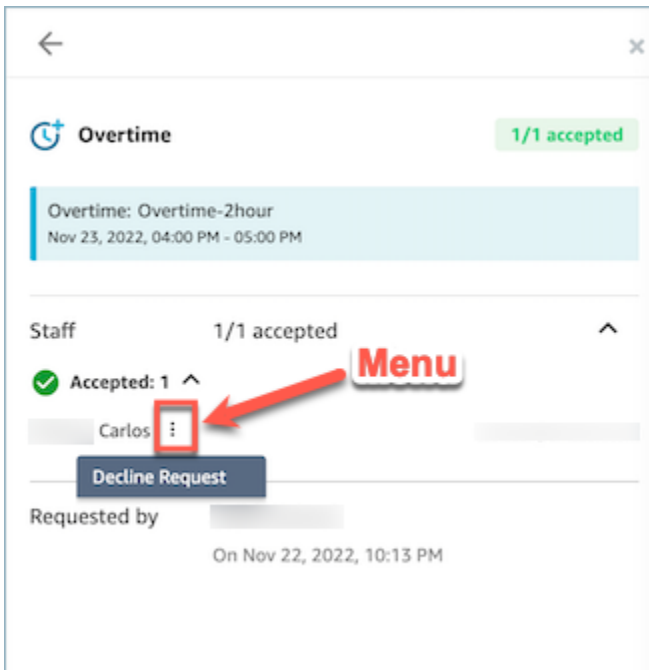 Overtime
1/1 accepted
Overtime: Overtime-2hour
Nov 23, 2022, 04:00 PM - 05:00 PM
Staff 1/1 accepted
Menu
Accepted: 1
Carlos
Decline Request
Requested by
On Nov 22, 2022, 10:13 PM